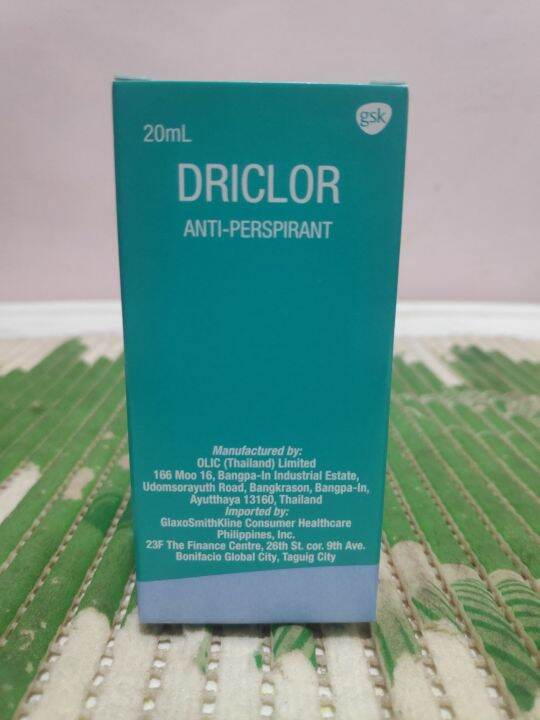 20mL
gsk
DRICLOR
ANTI-PERSPIRANT
Manufactured by:
OLIC (Thailand) Limited
166 Moo 16, Bangpa-In Industrial Estate,
Udomsorayuth Road, Bangkrason, Bangpa-In,
Ayutthaya 13160, Thailand
Imported by:
GlaxoSmithKline Consumer Healthcare
Philippines, Inc.
23F The Finance Centre, 26th St. cor. 9th Ave.
Bonifacio Global City, Taguig City